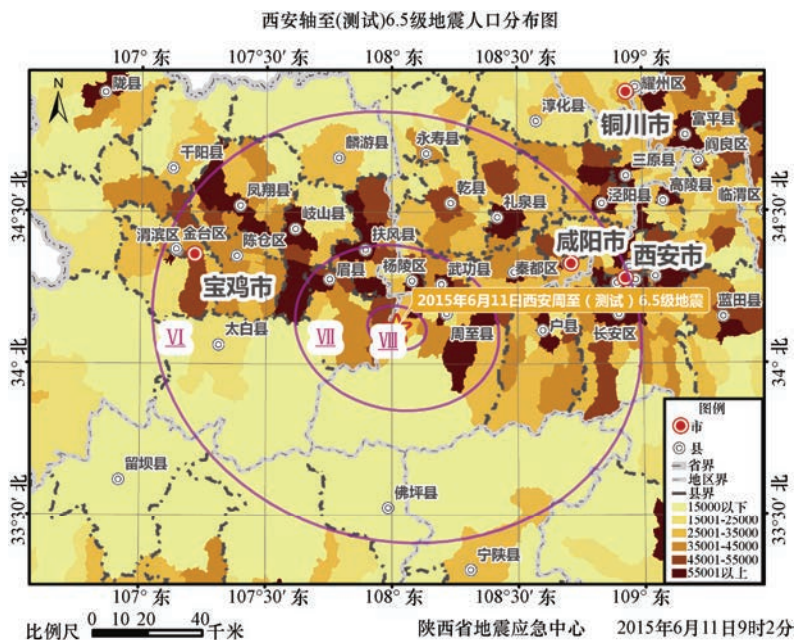 西安轴至(测试)6.5级地震人口分布图
107° 东 107°30′ 108° 东 108°30′ 109° 东
N
陇县
耀州区
淳化县
铜川市
富平县
麟游县
永寿县
阎良区
千阳县
三原县
高陵县
凤翔县
乾县
礼泉县
泾阳县
临渭区
34°30′ 北
岐山县
渭滨区
金台区
陈仓区
扶风县
咸阳市
西安市
宝鸡市
眉县
杨陵区
武功县
秦都区
2015年6月11日西安周至（测试）6.5级地震
蓝田县
Ⅵ
太白县
Ⅶ
Ⅷ
周至县
户县
长安区
34° 北
留坝县
佛坪县
33°30′ 北
宁陕县
图例
市
县
省界
地区界
县界
15000以下
15001-25000
25001-35000
35001-45000
45001-55000
55001以上
107° 东 107°30′ 108° 东 108°30′ 109° 东
比例尺 0 10 20 40 千米
陕西省地震应急中心 2015年6月11日9时2分